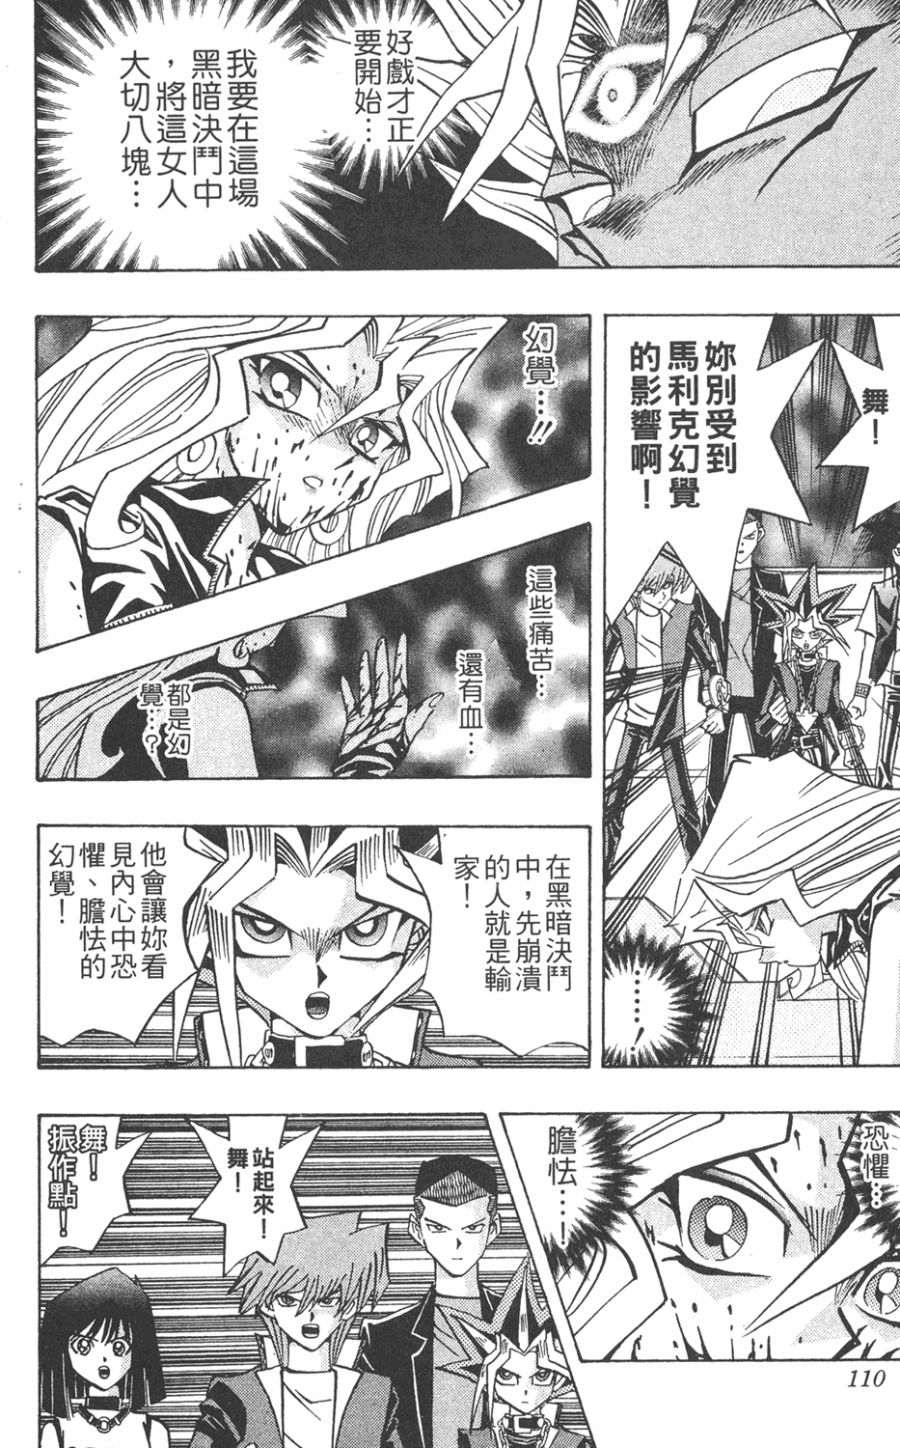 好戲才正
要開始…
我要在這場
黑暗決鬥中
，將這女人
大切八塊…
舞！
妳別受到
馬利克幻覺
的影響啊！
……！
幻覺…!!
這些痛苦…
還有血…
都是幻
覺…？
在黑暗決鬥
中，先崩潰
的人就是輸
家！
他會讓妳看
見內心中恐
懼、膽怯的
幻覺！
恐懼…
膽怯…！
站起來！
舞！
舞！
振作點！
110